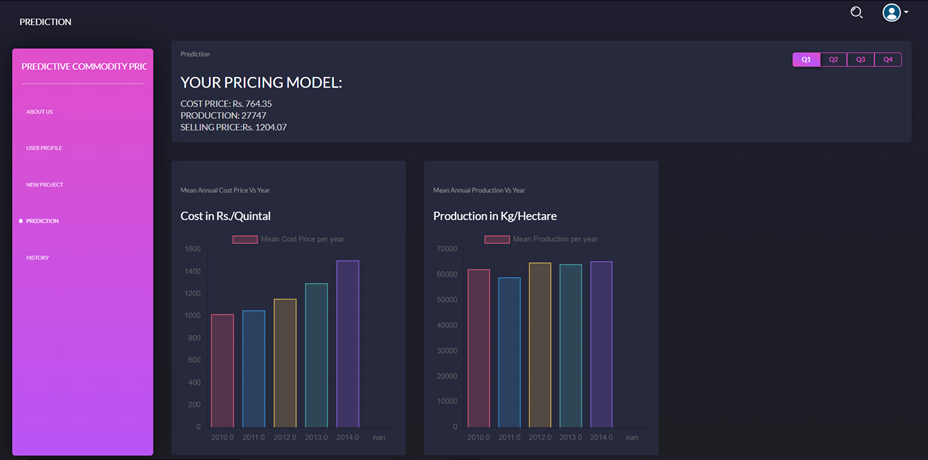 PREDICTION
PREDICTIVE COMMODITY PRIC
ABOUT US
USER PROFILE
NEW PROJECT
PREDICTION
HISTORY
Prediction
Q1 Q2 Q3 Q4
YOUR PRICING MODEL:
COST PRICE: Rs. 764.35
PRODUCTION: 27747
SELLING PRICE:Rs. 1204.07
Mean Annual Cost Price Vs Year
Cost in Rs./Quintal
Mean Cost Price per year
1600
1400
1200
1000
800
600
400
200
0
2010.0 2011.0 2012.0 2013.0 2014.0 nan
Mean Annual Production Vs Year
Production in Kg/Hectare
Mean Production per year
70000
60000
50000
40000
30000
20000
10000
0
2010.0 2011.0 2012.0 2013.0 2014.0 nan